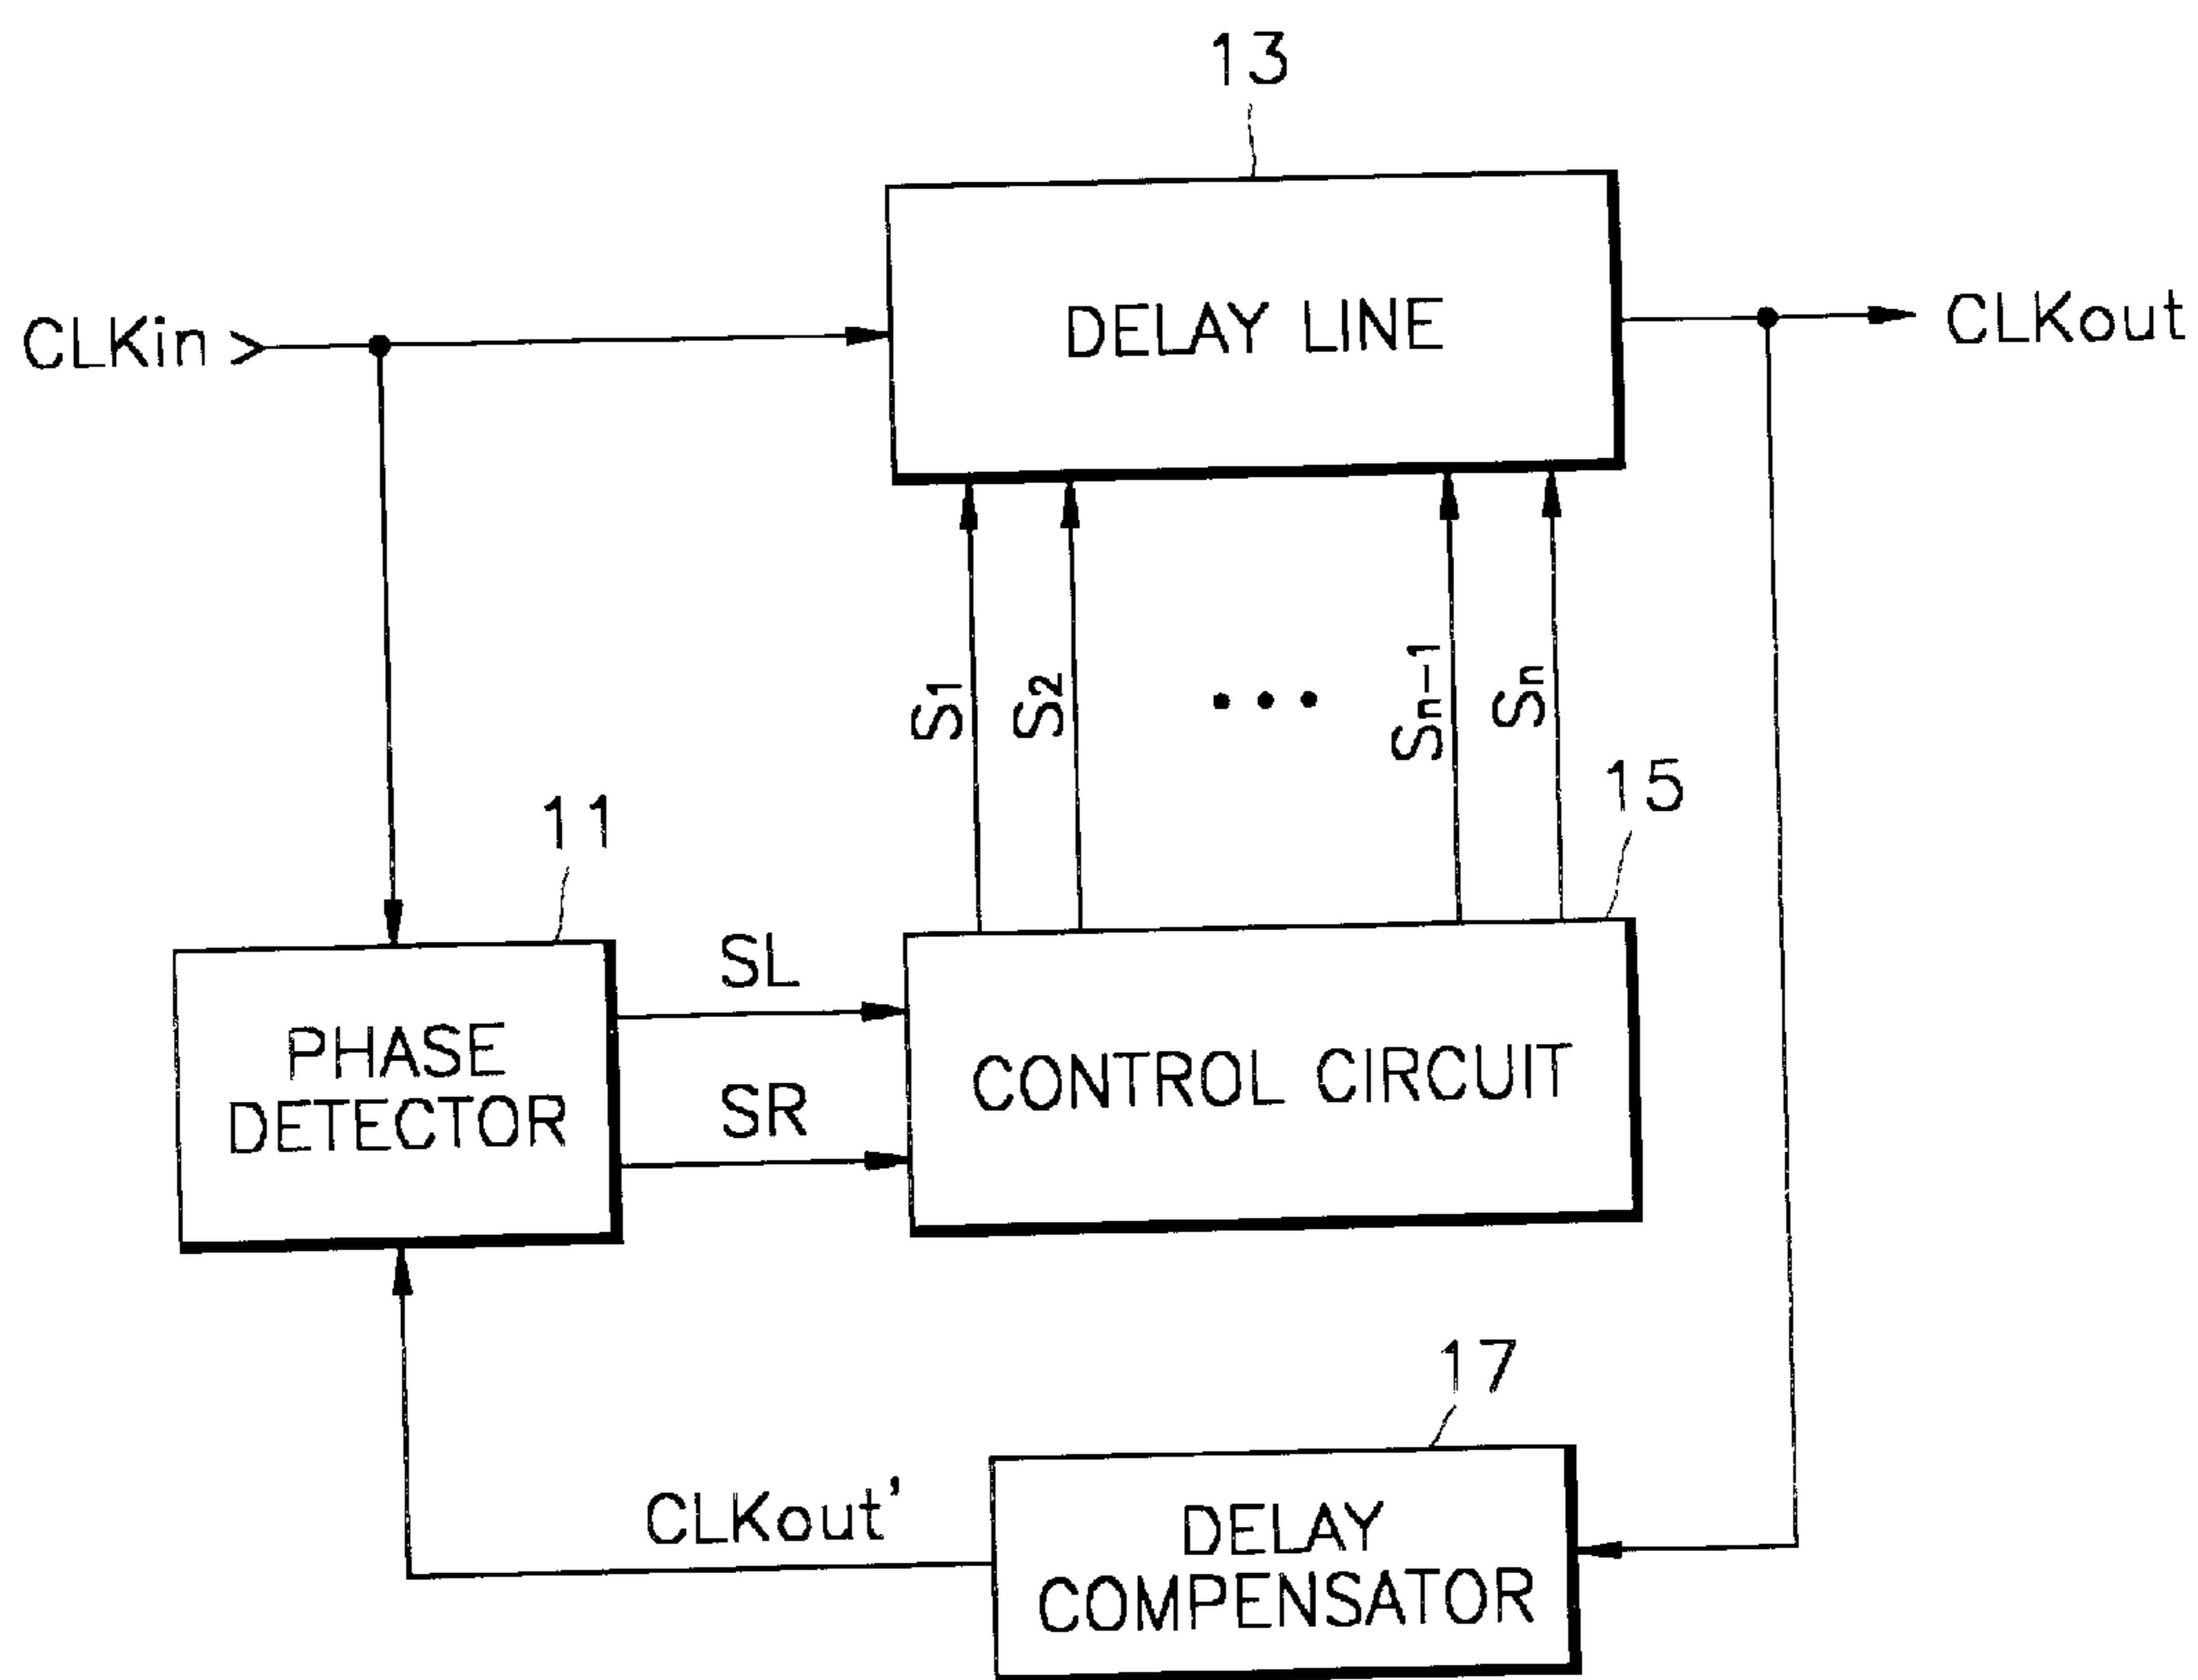 13
DELAY LINE
CLKin
CLKout
S1
S2
Sn-1
Sn
15
11
SL
PHASE
DETECTOR
CONTROL CIRCUIT
SR
17
CLKout'
DELAY
COMPENSATOR